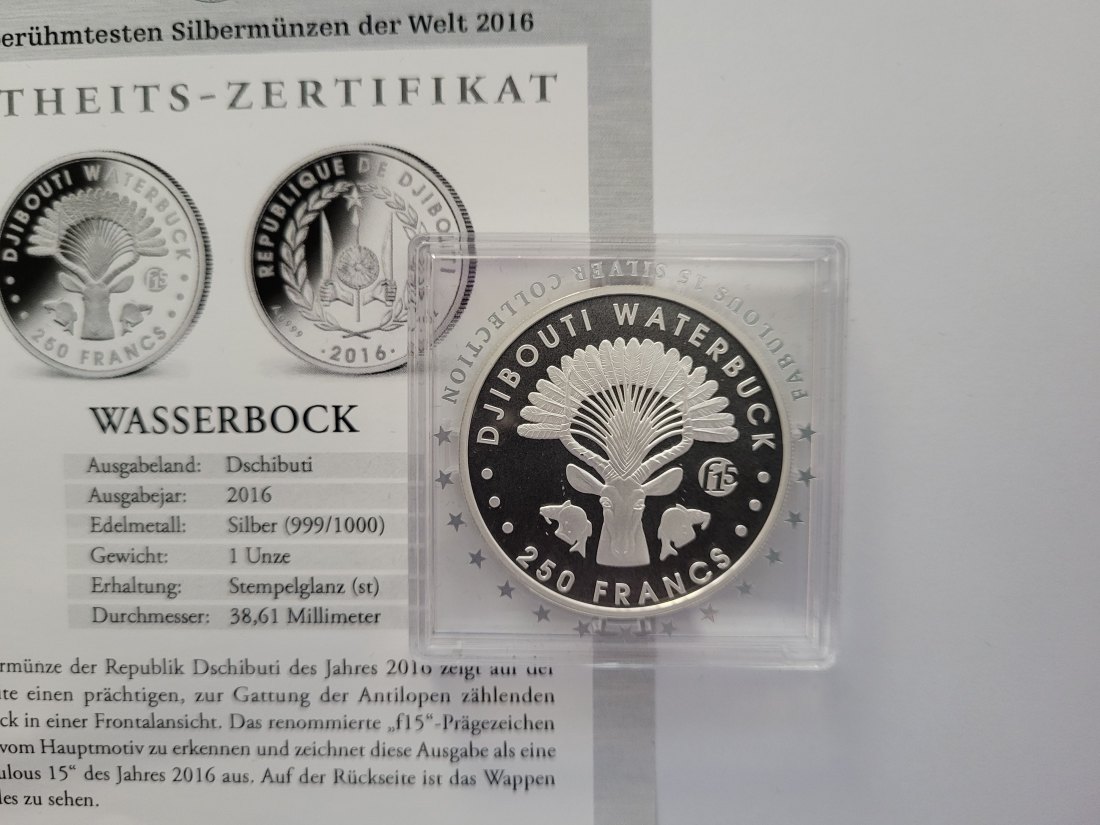 erühmtesten Silbermünzen der Welt 2016
THEITS-ZERTIFIKAT
DJIBOUTI WATERBUCK
f15
250 FRANCS
REPUBLIQUE DE DJIBOUTI
999
·2016·
WASSERBOCK
Ausgabeland: Dschibuti
Ausgabejar: 2016
Edelmetall: Silber (999/1000)
Gewicht: 1 Unze
Erhaltung: Stempelglanz (st)
Durchmesser: 38,61 Millimeter
rmünze der Republik Dschibuti des Jahres 2016 zeigt auf der
ite einen prächtigen, zur Gattung der Antilopen zählenden
ck in einer Frontalansicht. Das renommierte „f15“-Prägezeichen
vom Hauptmotiv zu erkennen und zeichnet diese Ausgabe als eine
ulous 15“ des Jahres 2016 aus. Auf der Rückseite ist das Wappen
des zu sehen.
FABULOUS 15 SILVER COLLECTION
DJIBOUTI WATERBUCK
f15
250 FRANCS